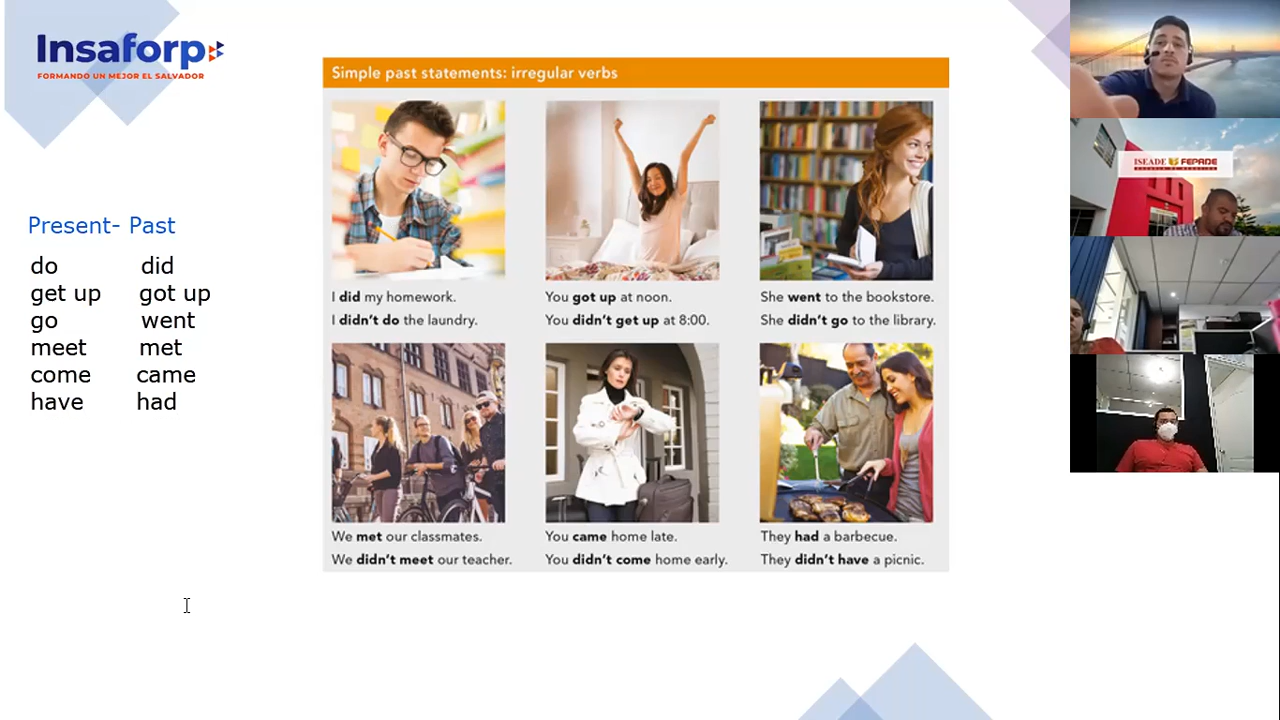 Insaforp
FORMANDO UN MEJOR EL SALVADOR
Present- Past
do did
get up got up
go went
meet met
come came
have had
Simple past statements: irregular verbs
I did my homework.
I didn't do the laundry.
You got up at noon.
You didn't get up at 8:00.
She went to the bookstore.
She didn't go to the library.
We met our classmates.
We didn't meet our teacher.
You came home late.
You didn't come home early.
They had a barbecue.
They didn't have a picnic.
ISEADE FEPADE